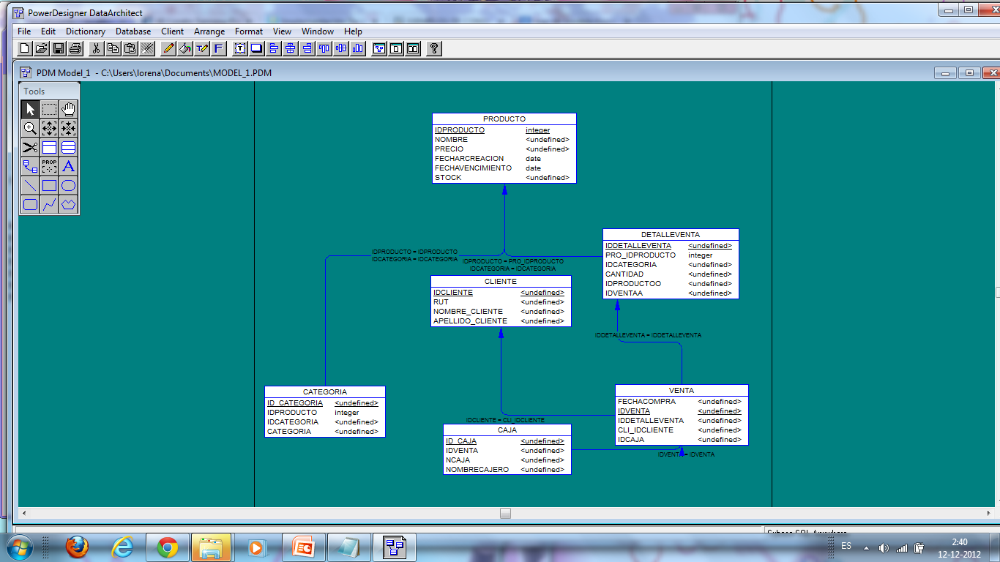 PowerDesigner DataArchitect
File Edit Dictionary Database Client Arrange Format View Window Help
PDM Model_1 - C:\Users\lorena\Documents\MODEL_1.PDM
Tools
PROP
PRODUCTO
IDPRODUCTO integer
NOMBRE <undefined>
PRECIO <undefined>
FECHARCREACION date
FECHAVENCIMIENTO date
STOCK <undefined>
DETALLEVENTA
IDDETALLEVENTA <undefined>
PRO_IDPRODUCTO integer
IDCATEGORIA <undefined>
CANTIDAD <undefined>
IDPRODUCTOO <undefined>
IDVENTAA <undefined>
IDPRODUCTO = IDPRODUCTO
IDCATEGORIA = IDCATEGORIA
IDPRODUCTO = PRO_IDPRODUCTO
IDCATEGORIA = IDCATEGORIA
CLIENTE
IDCLIENTE <undefined>
RUT <undefined>
NOMBRE_CLIENTE <undefined>
APELLIDO_CLIENTE <undefined>
IDDETALLEVENTA = IDDETALLEVENTA
CATEGORIA
ID_CATEGORIA <undefined>
IDPRODUCTO integer
IDCATEGORIA <undefined>
CATEGORIA <undefined>
VENTA
FECHACOMPRA <undefined>
IDVENTA <undefined>
IDDETALLEVENTA <undefined>
CLI_IDCLIENTE <undefined>
IDCAJA <undefined>
IDCLIENTE = CLI_IDCLIENTE
CAJA
ID_CAJA <undefined>
IDVENTA <undefined>
NCAJA <undefined>
NOMBRECAJERO <undefined>
IDVENTA = IDVENTA
Sybase SQL Anywhere
ES
2:40
12-12-2012